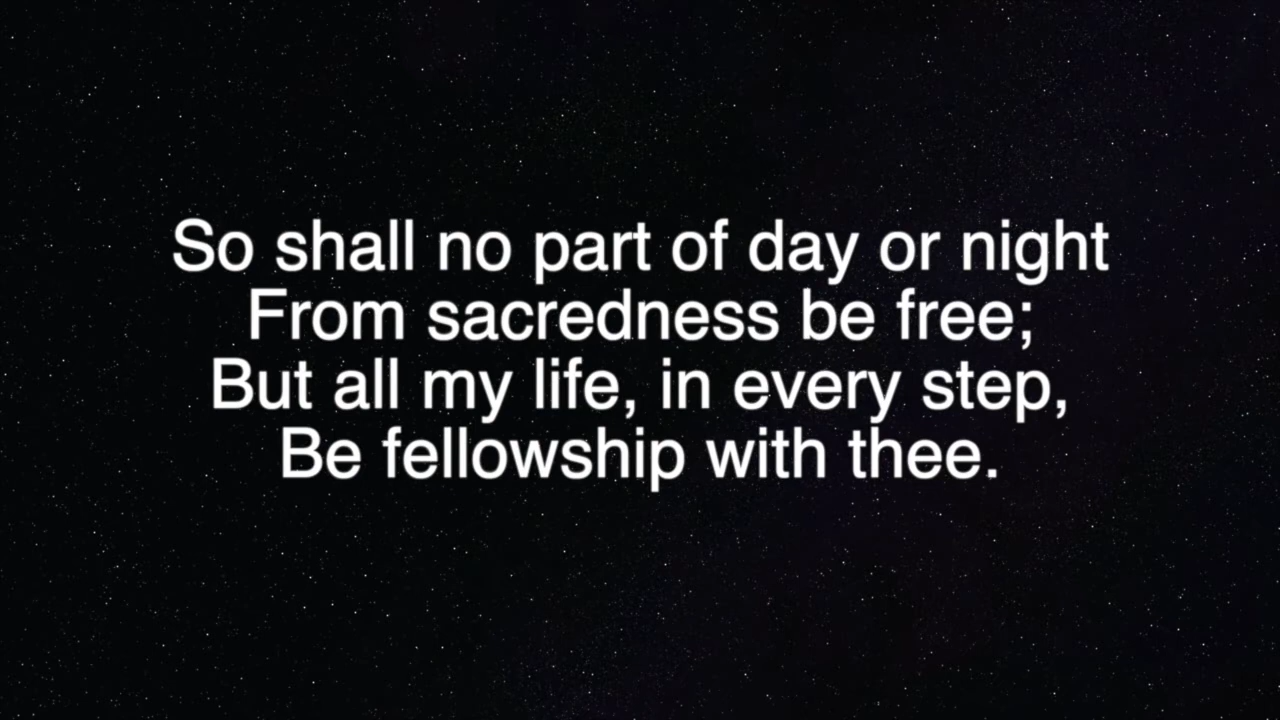 So shall no part of day or night
From sacredness be free;
But all my life, in every step,
Be fellowship with thee.